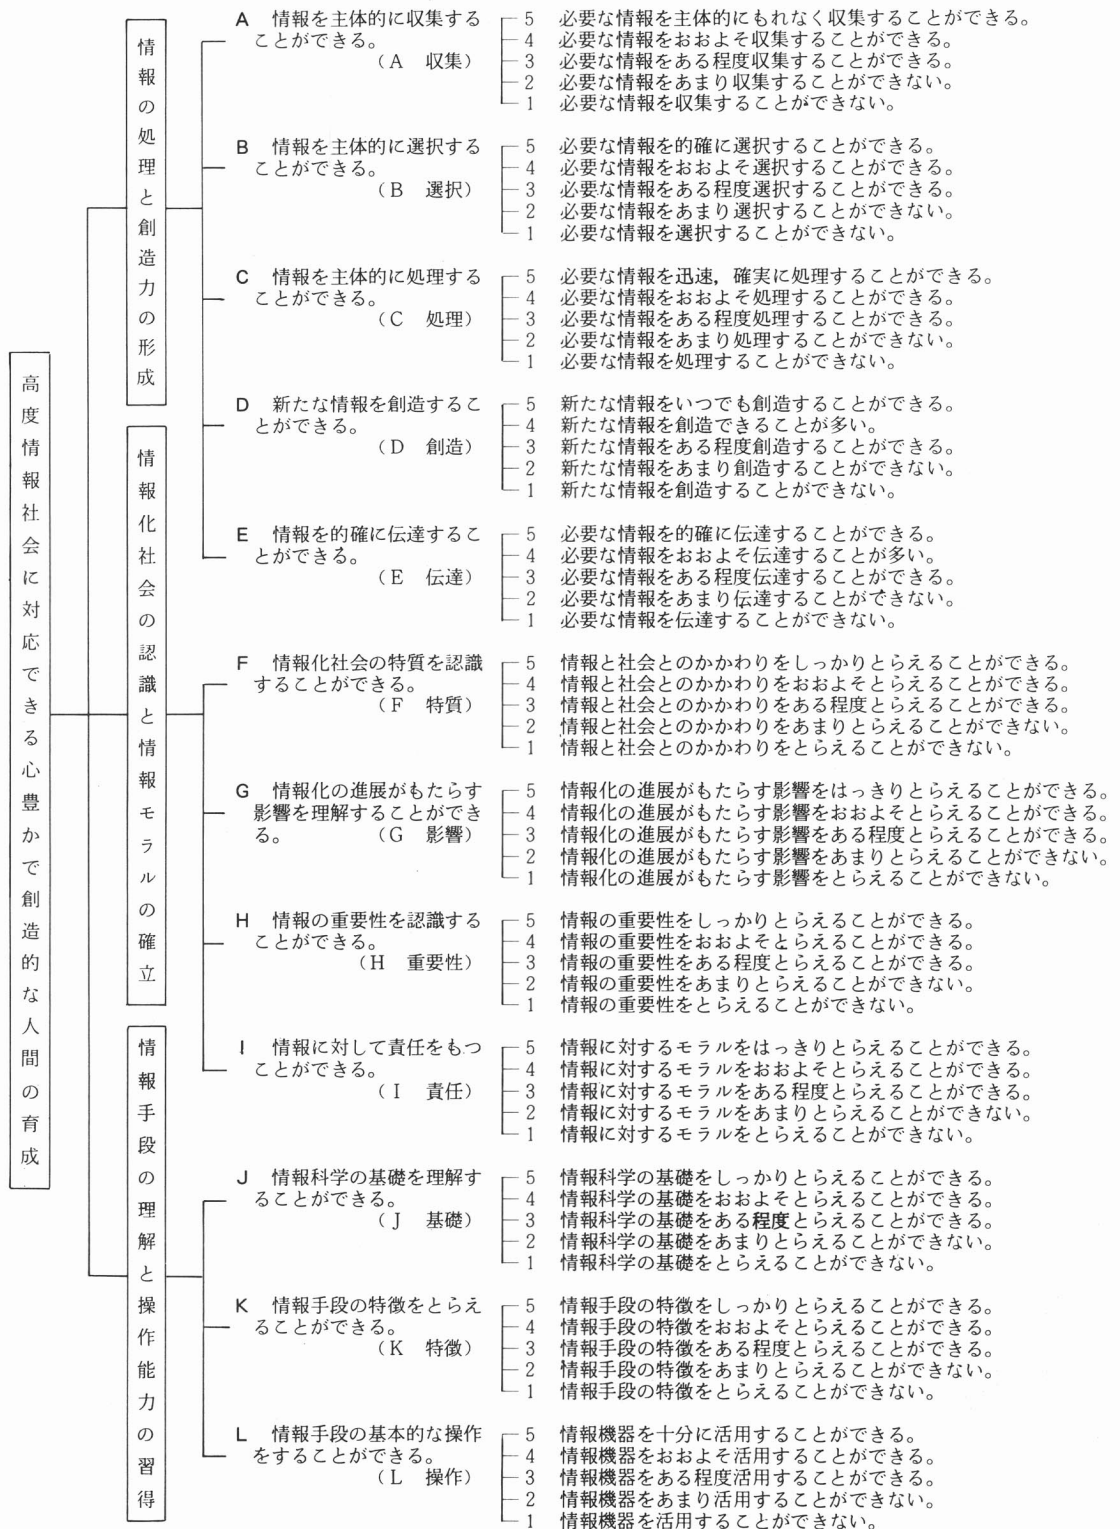 高度情報社会に対応できる心豊かで創造的な人間の育成
情報の処理と創造力の形成
A 情報を主体的に収集する
ことができる。
(A 収集)
5 必要な情報を主体的にもれなく収集することができる。
4 必要な情報をおおよそ収集することができる。
3 必要な情報をある程度収集することができる。
2 必要な情報をあまり収集することができない。
1 必要な情報を収集することができない。
B 情報を主体的に選択する
ことができる。
(B 選択)
5 必要な情報を的確に選択することができる。
4 必要な情報をおおよそ選択することができる。
3 必要な情報をある程度選択することができる。
2 必要な情報をあまり選択することができない。
1 必要な情報を選択することができない。
C 情報を主体的に処理する
ことができる。
(C 処理)
5 必要な情報を迅速,確実に処理することができる。
4 必要な情報をおおよそ処理することができる。
3 必要な情報をある程度処理することができる。
2 必要な情報をあまり処理することができない。
1 必要な情報を処理することができない。
D 新たな情報を創造するこ
とができる。
(D 創造)
5 新たな情報をいつでも創造することができる。
4 新たな情報を創造できることが多い。
3 新たな情報をある程度創造することができる。
2 新たな情報をあまり創造することができない。
1 新たな情報を創造することができない。
E 情報を的確に伝達するこ
とができる。
(E 伝達)
5 必要な情報を的確に伝達することができる。
4 必要な情報をおおよそ伝達することが多い。
3 必要な情報をある程度伝達することができる。
2 必要な情報をあまり伝達することができない。
1 必要な情報を伝達することができない。
情報化社会の認識と情報モラルの確立
F 情報化社会の特質を認識
することができる。
(F 特質)
5 情報と社会とのかかわりをしっかりとらえることができる。
4 情報と社会とのかかわりをおおよそとらえることができる。
3 情報と社会とのかかわりをある程度とらえることができる。
2 情報と社会とのかかわりをあまりとらえることができない。
1 情報と社会とのかかわりをとらえることができない。
G 情報化の進展がもたらす
影響を理解することができ
る。 (G 影響)
5 情報化の進展がもたらす影響をはっきりとらえることができる。
4 情報化の進展がもたらす影響をおおよそとらえることができる。
3 情報化の進展がもたらす影響をある程度とらえることができる。
2 情報化の進展がもたらす影響をあまりとらえることができない。
1 情報化の進展がもたらす影響をとらえることができない。
H 情報の重要性を認識する
ことができる。
(H 重要性)
5 情報の重要性をしっかりとらえることができる。
4 情報の重要性をおおよそとらえることができる。
3 情報の重要性をある程度とらえることができる。
2 情報の重要性をあまりとらえることができない。
1 情報の重要性をとらえることができない。
I 情報に対して責任をもつ
ことができる。
(I 責任)
5 情報に対するモラルをはっきりとらえることができる。
4 情報に対するモラルをおおよそとらえることができる。
3 情報に対するモラルをある程度とらえることができる。
2 情報に対するモラルをあまりとらえることができない。
1 情報に対するモラルをとらえることができない。
情報手段の理解と操作能力の習得
J 情報科学の基礎を理解す
ることができる。
(J 基礎)
5 情報科学の基礎をしっかりとらえることができる。
4 情報科学の基礎をおおよそとらえることができる。
3 情報科学の基礎をある程度とらえることができる。
2 情報科学の基礎をあまりとらえることができない。
1 情報科学の基礎をとらえることができない。
K 情報手段の特徴をとらえ
ることができる。
(K 特徴)
5 情報手段の特徴をしっかりとらえることができる。
4 情報手段の特徴をおおよそとらえることができる。
3 情報手段の特徴をある程度とらえることができる。
2 情報手段の特徴をあまりとらえることができない。
1 情報手段の特徴をとらえることができない。
L 情報手段の基本的な操作
をすることができる。
(L 操作)
5 情報機器を十分に活用することができる。
4 情報機器をおおよそ活用することができる。
3 情報機器をある程度活用することができる。
2 情報機器をあまり活用することができない。
1 情報機器を活用することができない。